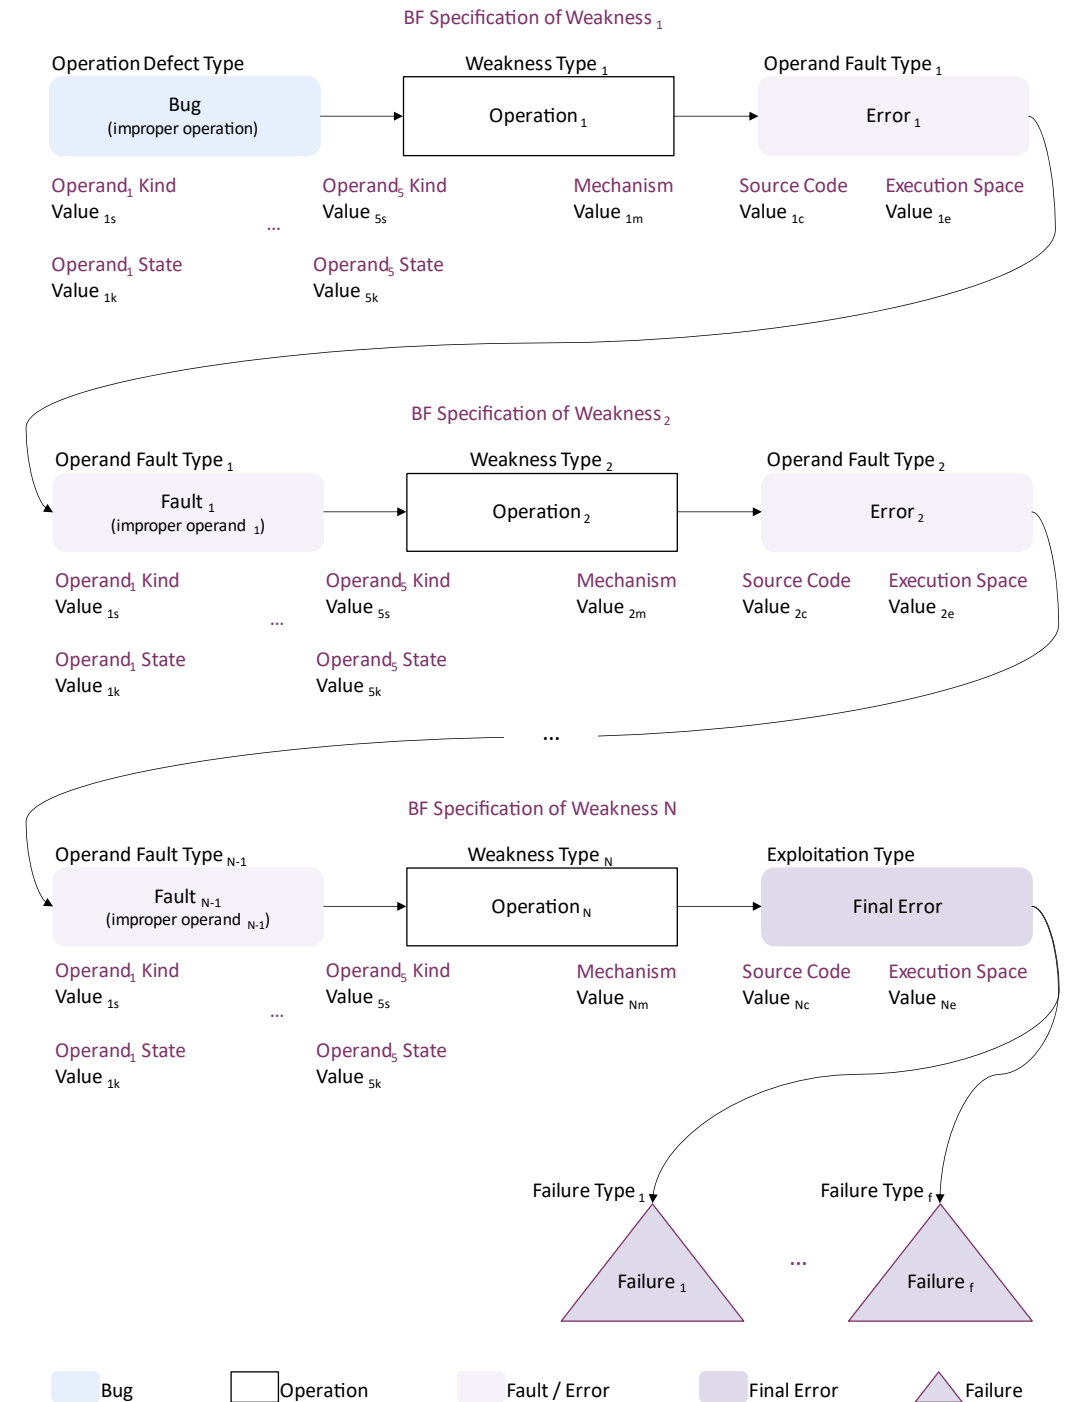 BF Specification of Weakness 1
Operation Defect Type Weakness Type 1 Operand Fault Type 1
Bug
(improper operation)
Operation 1
Error 1
Operand1 Kind Operand5 Kind Mechanism Source Code Execution Space
Value 1s ... Value 5s Value 1m Value 1c Value 1e
Operand1 State Operand5 State
Value 1k Value 5k
BF Specification of Weakness 2
Operand Fault Type 1 Weakness Type 2 Operand Fault Type 2
Fault 1
(improper operand 1)
Operation 2
Error 2
Operand1 Kind Operand5 Kind Mechanism Source Code Execution Space
Value 1s ... Value 5s Value 2m Value 2c Value 2e
Operand1 State Operand5 State
Value 1k Value 5k
...
BF Specification of Weakness N
Operand Fault Type N-1 Weakness Type N Exploitation Type
Fault N-1
(improper operand N-1)
Operation N
Final Error
Operand1 Kind Operand5 Kind Mechanism Source Code Execution Space
Value 1s ... Value 5s Value Nm Value Nc Value Ne
Operand1 State Operand5 State
Value 1k Value 5k
Failure Type 1 Failure Type f
Failure 1 ... Failure f
Bug Operation Fault / Error Final Error Failure